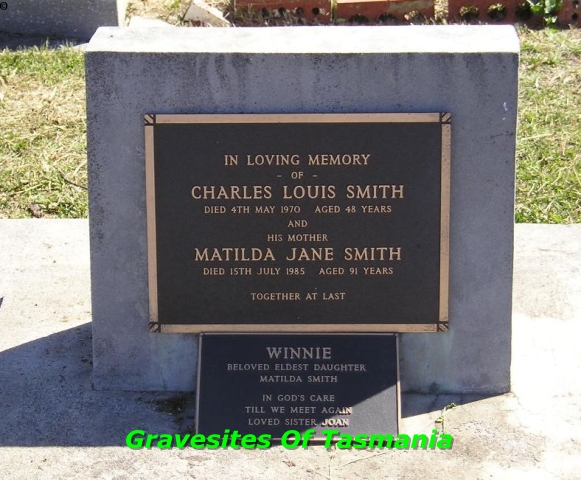 IN LOVING MEMORY
- OF -
CHARLES LOUIS SMITH
DIED 4TH MAY 1970 AGED 48 YEARS
AND
HIS MOTHER
MATILDA JANE SMITH
DIED 15TH JULY 1985 AGED 91 YEARS
TOGETHER AT LAST
WINNIE
BELOVED ELDEST DAUGHTER
MATILDA SMITH
IN GOD'S CARE
TILL WE MEET AGAIN
LOVED SISTER JOAN
Gravesites Of Tasmania